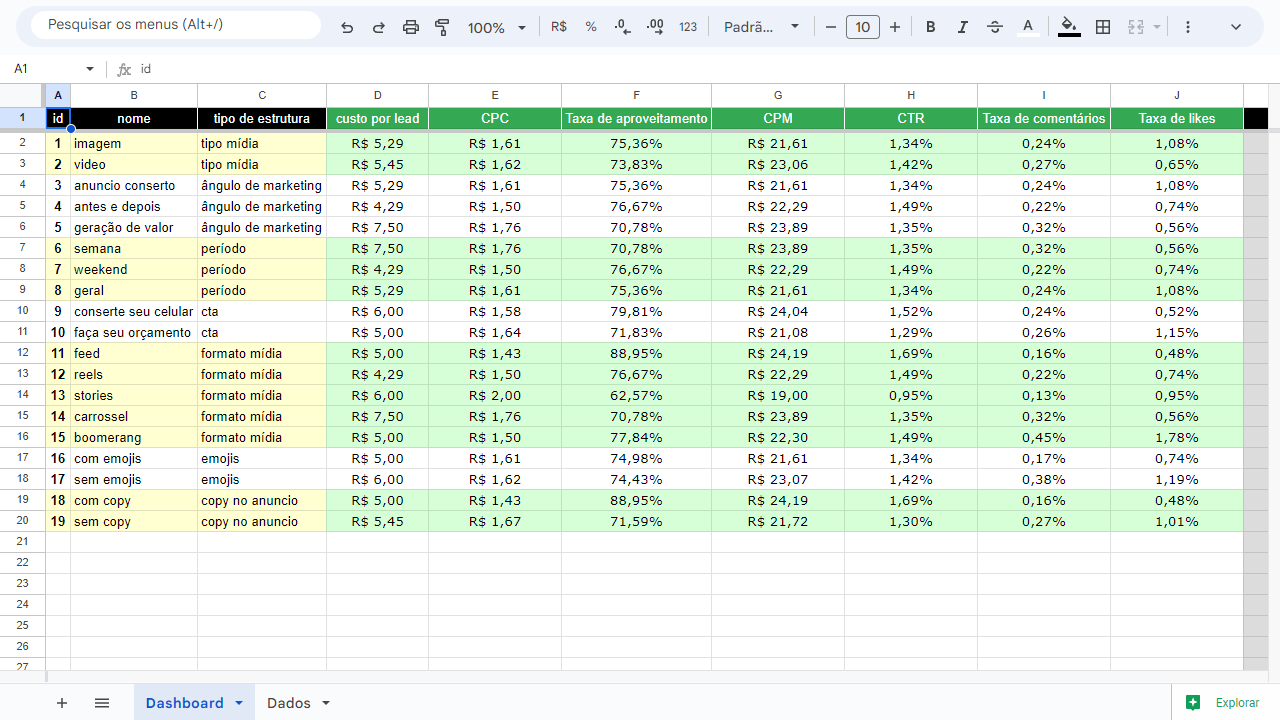 Pesquisar os menus (Alt+/) 100% R$ % .0 .00 123 Padrã... 10 B I S A
A1 fx id
A B C D E F G H I J
1 id nome tipo de estrutura custo por lead CPC Taxa de aproveitamento CPM CTR Taxa de comentários Taxa de likes
2 1 imagem tipo mídia R$ 5,29 R$ 1,61 75,36% R$ 21,61 1,34% 0,24% 1,08%
3 2 video tipo mídia R$ 5,45 R$ 1,62 73,83% R$ 23,06 1,42% 0,27% 0,65%
4 3 anuncio conserto ângulo de marketing R$ 5,29 R$ 1,61 75,36% R$ 21,61 1,34% 0,24% 1,08%
5 4 antes e depois ângulo de marketing R$ 4,29 R$ 1,50 76,67% R$ 22,29 1,49% 0,22% 0,74%
6 5 geração de valor ângulo de marketing R$ 7,50 R$ 1,76 70,78% R$ 23,89 1,35% 0,32% 0,56%
7 6 semana período R$ 7,50 R$ 1,76 70,78% R$ 23,89 1,35% 0,32% 0,56%
8 7 weekend período R$ 4,29 R$ 1,50 76,67% R$ 22,29 1,49% 0,22% 0,74%
9 8 geral período R$ 5,29 R$ 1,61 75,36% R$ 21,61 1,34% 0,24% 1,08%
10 9 conserte seu celular cta R$ 6,00 R$ 1,58 79,81% R$ 24,04 1,52% 0,24% 0,52%
11 10 faça seu orçamento cta R$ 5,00 R$ 1,64 71,83% R$ 21,08 1,29% 0,26% 1,15%
12 11 feed formato mídia R$ 5,00 R$ 1,43 88,95% R$ 24,19 1,69% 0,16% 0,48%
13 12 reels formato mídia R$ 4,29 R$ 1,50 76,67% R$ 22,29 1,49% 0,22% 0,74%
14 13 stories formato mídia R$ 6,00 R$ 2,00 62,57% R$ 19,00 0,95% 0,13% 0,95%
15 14 carrossel formato mídia R$ 7,50 R$ 1,76 70,78% R$ 23,89 1,35% 0,32% 0,56%
16 15 boomerang formato mídia R$ 5,00 R$ 1,50 77,84% R$ 22,30 1,49% 0,45% 1,78%
17 16 com emojis emojis R$ 5,00 R$ 1,61 74,98% R$ 21,61 1,34% 0,17% 0,74%
18 17 sem emojis emojis R$ 6,00 R$ 1,62 74,43% R$ 23,07 1,42% 0,38% 1,19%
19 18 com copy copy no anuncio R$ 5,00 R$ 1,43 88,95% R$ 24,19 1,69% 0,16% 0,48%
20 19 sem copy copy no anuncio R$ 5,45 R$ 1,67 71,59% R$ 21,72 1,30% 0,27% 1,01%
21
22
23
24
25
26
27
Dashboard Dados Explorar